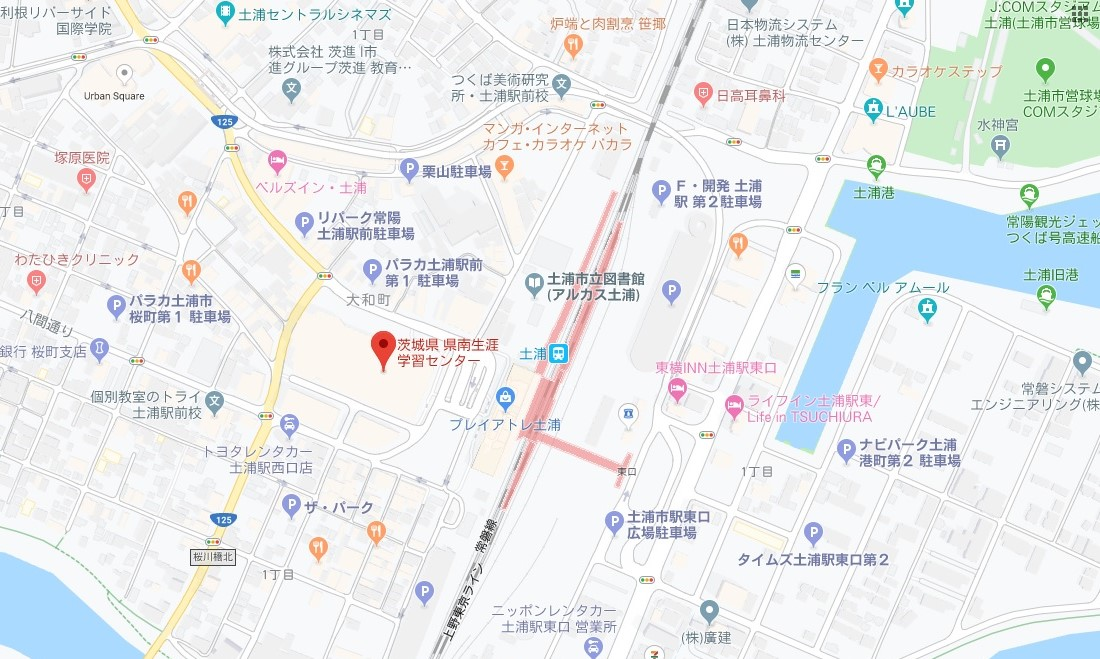 利根リバーサイド
国際学院
土浦セントラルシネマズ
1丁目
株式会社 茨進 I市
進グループ茨進 教育…
炉端と肉割烹 笹椰
日本物流システム
(株) 土浦物流センター
J:COMスタジアム
土浦(土浦市営球場
カラオケステップ
土浦市営球場
COMスタジ
Urban Square
つくば美術研究
所・土浦駅前校
日高耳鼻科
L'AUBE
水神宮
125
マンガ・インターネット
カフェ・カラオケ パカラ
塚原医院
ベルズイン・土浦
栗山駐車場
F・開発 土浦
駅 第2駐車場
土浦港
丁目
リパーク常陽
土浦駅前駐車場
常陽観光ジェッ
つくば号高速船
わたひきクリニック
パラカ土浦駅前
第1 駐車場
大和町
土浦市立図書館
(アルカス土浦)
土浦旧港
フラン ベル アムール
パラカ土浦市
桜町第1 駐車場
八間通り
銀行 桜町支店
茨城県 県南生涯
学習センター
土浦
東横INN土浦駅東口
常磐システム
エンジニアリング(株
個別教室のトライ
土浦駅前校
プレイアトレ土浦
ライフイン土浦駅東/
Life in TSUCHIURA
トヨタレンタカー
土浦駅西口店
東口
1丁目
ナビパーク土浦
港町第2 駐車場
ザ・パーク
125
土浦市駅東口
広場駐車場
桜川橋北
タイムズ土浦駅東口第2
1丁目
上野東京ライン・常磐線
ニッポンレンタカー
土浦駅東口 営業所
(株)廣建